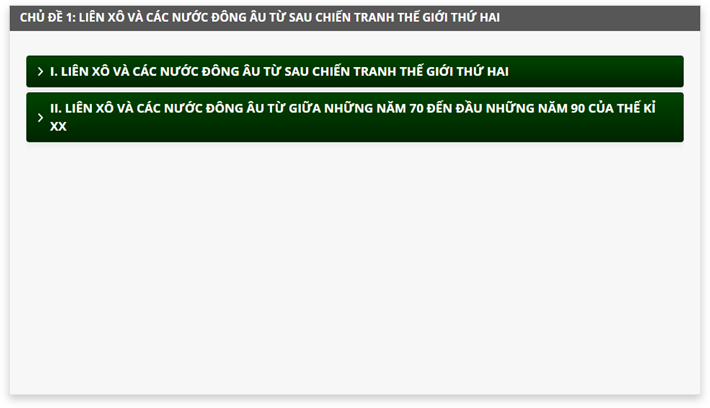 CHỦ ĐỀ 1: LIÊN XÔ VÀ CÁC NƯỚC ĐÔNG ÂU TỪ SAU CHIẾN TRANH THẾ GIỚI THỨ HAI
I. LIÊN XÔ VÀ CÁC NƯỚC ĐÔNG ÂU TỪ SAU CHIẾN TRANH THẾ GIỚI THỨ HAI
II. LIÊN XÔ VÀ CÁC NƯỚC ĐÔNG ÂU TỪ GIỮA NHỮNG NĂM 70 ĐẾN ĐẦU NHỮNG NĂM 90 CỦA THẾ KỈ
XX